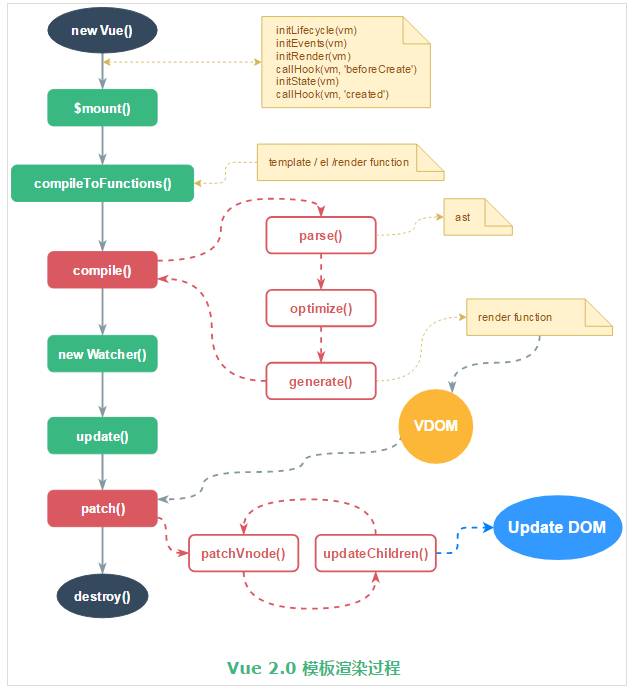 new Vue()
initLifecycle(vm)
initEvents(vm)
initRender(vm)
callHook(vm, 'beforeCreate')
initState(vm)
callHook(vm, 'created')
$mount()
template / el /render function
compileToFunctions()
parse()
ast
compile()
optimize()
render function
new Watcher()
generate()
VDOM
update()
patch()
patchVnode()
updateChildren()
Update DOM
destroy()
Vue 2.0 模板渲染过程